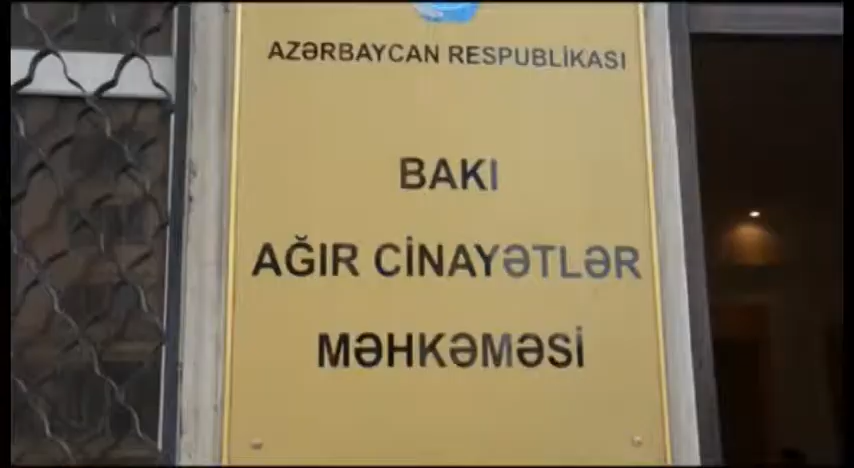 AZƏRBAYCAN RESPUBLİKASI
BAKI
AĞIR CİNAYƏTLƏR
MƏHKƏMƏSİ